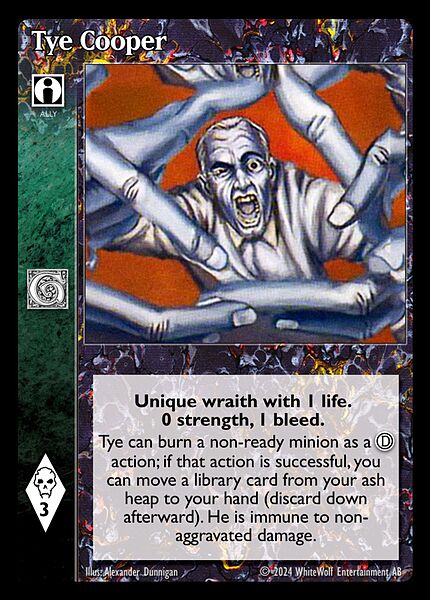 Tye Cooper
ALLY
Unique wraith with 1 life.
0 strength, 1 bleed.
Tye can burn a non-ready minion as a Ⓓ
action; if that action is successful, you
can move a library card from your ash
heap to your hand (discard down
afterward). He is immune to non-
aggravated damage.
3
Illus: Alexander Dunnigan
© 2024 WhiteWolf Entertainment AB